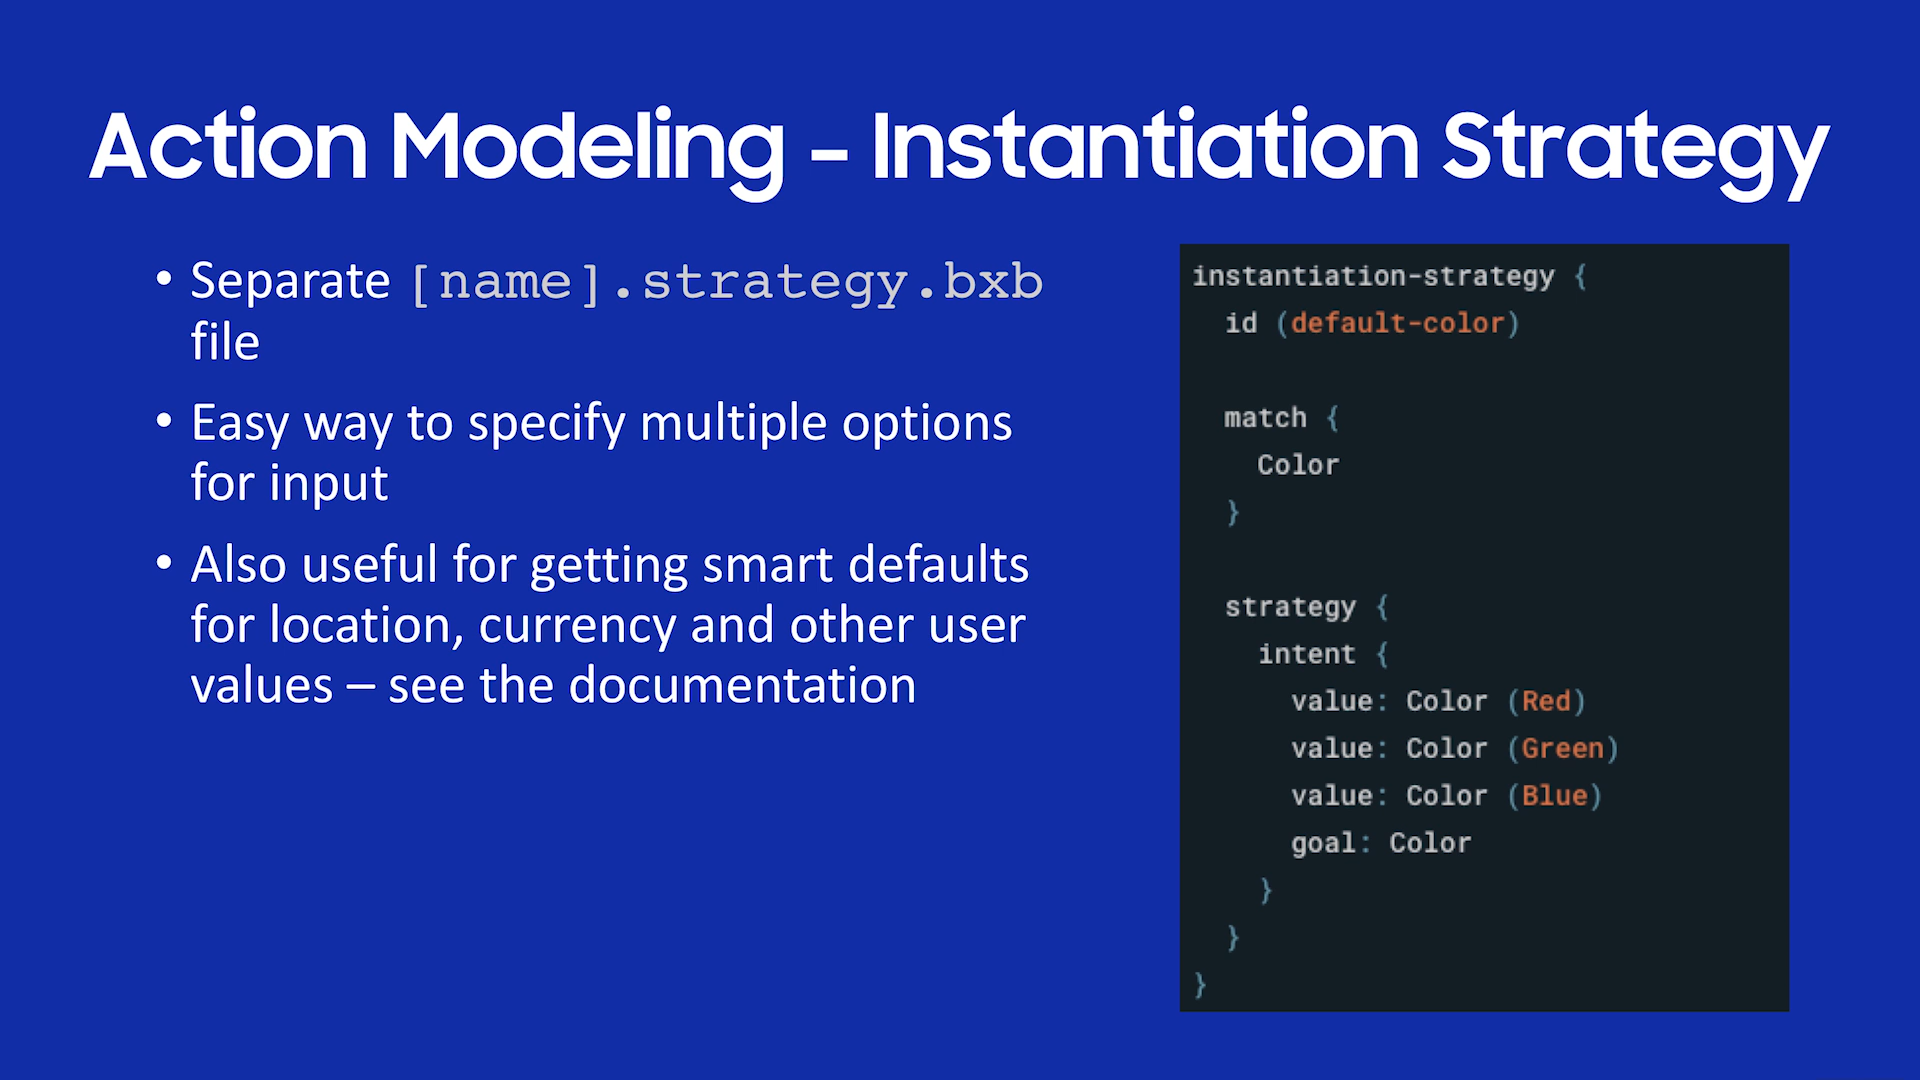 Action Modeling – Instantiation Strategy
• Separate [name].strategy.bxb
file
• Easy way to specify multiple options
for input
• Also useful for getting smart defaults
for location, currency and other user
values – see the documentation
instantiation-strategy {
  id (default-color)

  match {
    Color
  }

  strategy {
    intent {
      value: Color (Red)
      value: Color (Green)
      value: Color (Blue)
      goal: Color
    }
  }
}